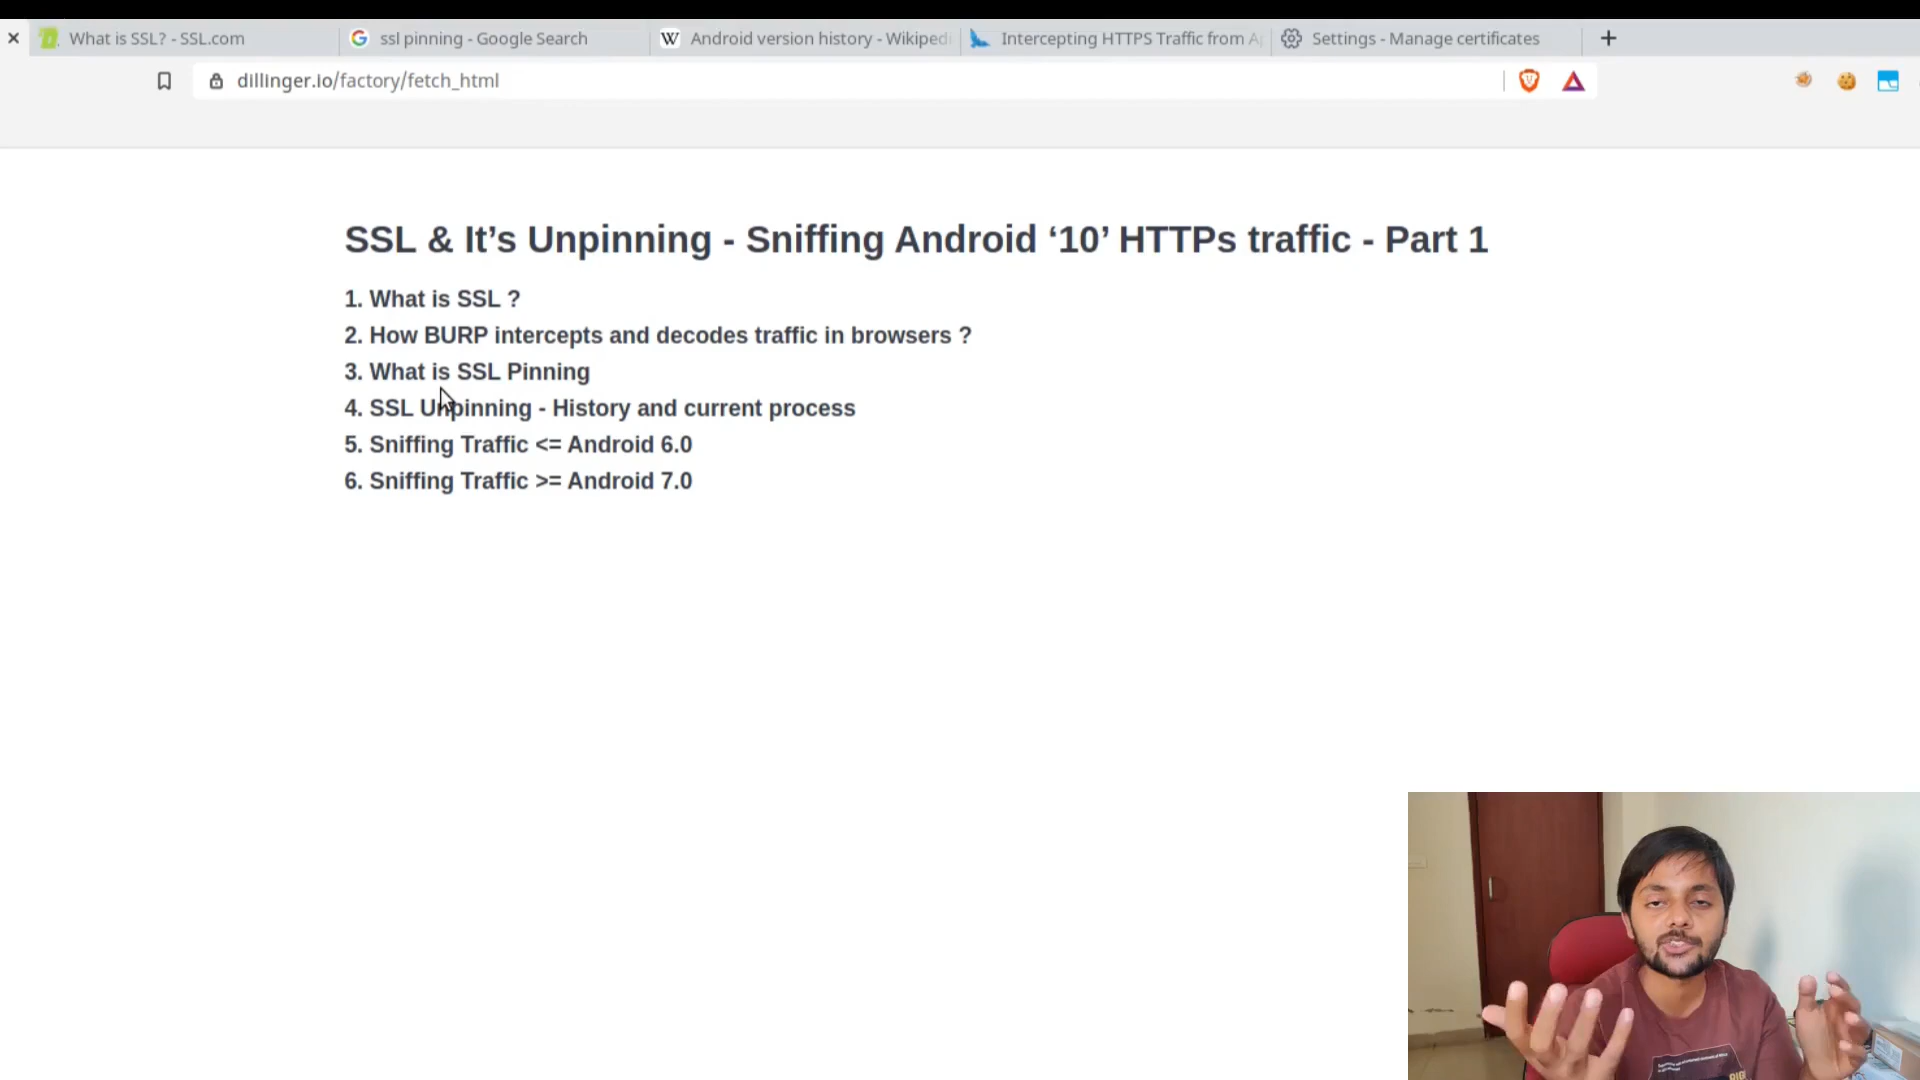 What is SSL? - SSL.com
ssl pinning - Google Search
Android version history - Wikiped
Intercepting HTTPS Traffic from A
Settings - Manage certificates
dillinger.io/factory/fetch_html
SSL & It’s Unpinning - Sniffing Android ‘10’ HTTPs traffic - Part 1
1. What is SSL ?
2. How BURP intercepts and decodes traffic in browsers ?
3. What is SSL Pinning
4. SSL Unpinning - History and current process
5. Sniffing Traffic <= Android 6.0
6. Sniffing Traffic >= Android 7.0